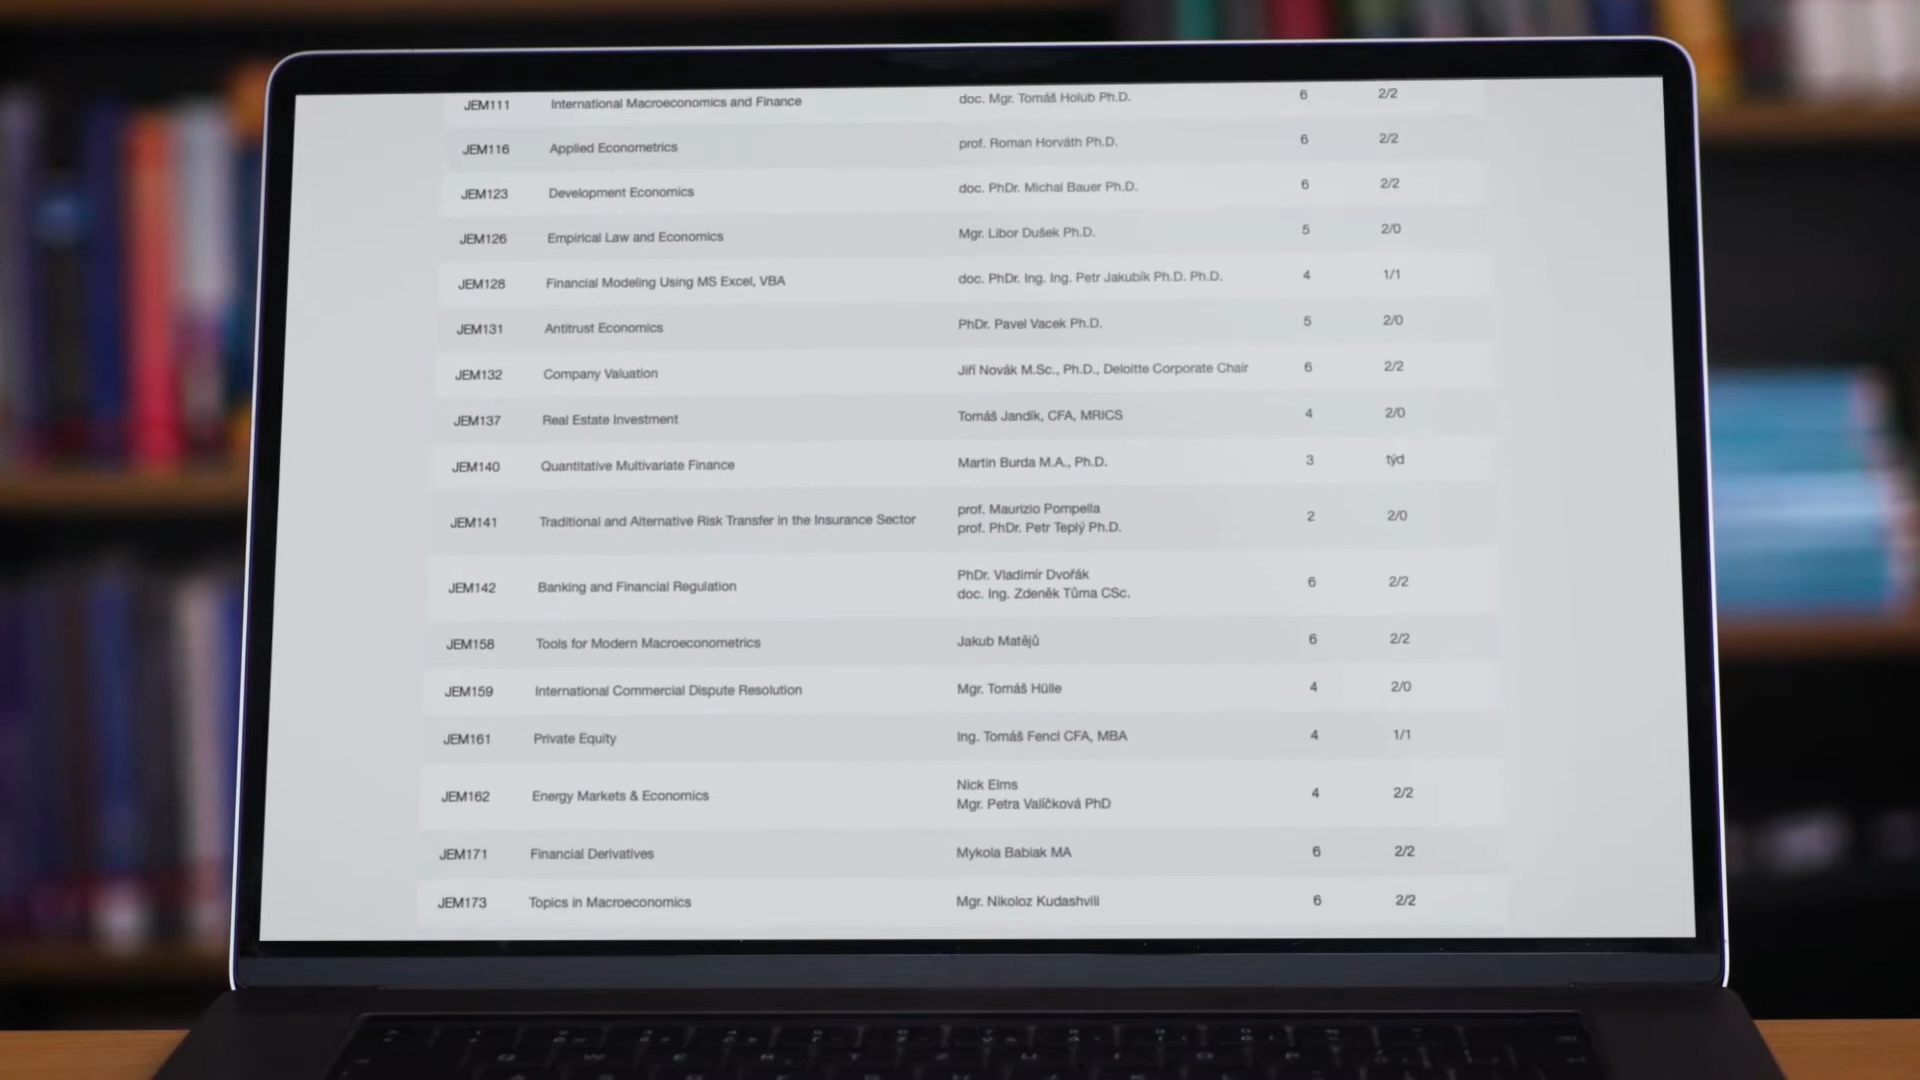 JEM111 International Macroeconomics and Finance doc. Mgr. Tomáš Holub Ph.D. 6 2/2
JEM116 Applied Econometrics prof. Roman Horváth Ph.D. 6 2/2
JEM123 Development Economics doc. PhDr. Michal Bauer Ph.D. 6 2/2
JEM126 Empirical Law and Economics Mgr. Libor Dušek Ph.D. 5 2/0
JEM128 Financial Modeling Using MS Excel, VBA doc. PhDr. Ing. Ing. Petr Jakubík Ph.D. Ph.D. 4 1/1
JEM131 Antitrust Economics PhDr. Pavel Vacek Ph.D. 5 2/0
JEM132 Company Valuation Jiří Novák M.Sc., Ph.D., Deloitte Corporate Chair 6 2/2
JEM137 Real Estate Investment Tomáš Jandík, CFA, MRICS 4 2/0
JEM140 Quantitative Multivariate Finance Martin Burda M.A., Ph.D. 3 týd
JEM141 Traditional and Alternative Risk Transfer in the Insurance Sector prof. Maurizio Pompella 2 2/0
prof. PhDr. Petr Teplý Ph.D.
JEM142 Banking and Financial Regulation PhDr. Vladimír Dvořák 6 2/2
doc. Ing. Zdeněk Tůma CSc.
JEM158 Tools for Modern Macroeconometrics Jakub Matějů 6 2/2
JEM159 International Commercial Dispute Resolution Mgr. Tomáš Hülle 4 2/0
JEM161 Private Equity Ing. Tomáš Fencl CFA, MBA 4 1/1
JEM162 Energy Markets & Economics Nick Elms 4 2/2
Mgr. Petra Valíčková PhD
JEM171 Financial Derivatives Mykola Babiak MA 6 2/2
JEM173 Topics in Macroeconomics Mgr. Nikoloz Kudashvili 6 2/2